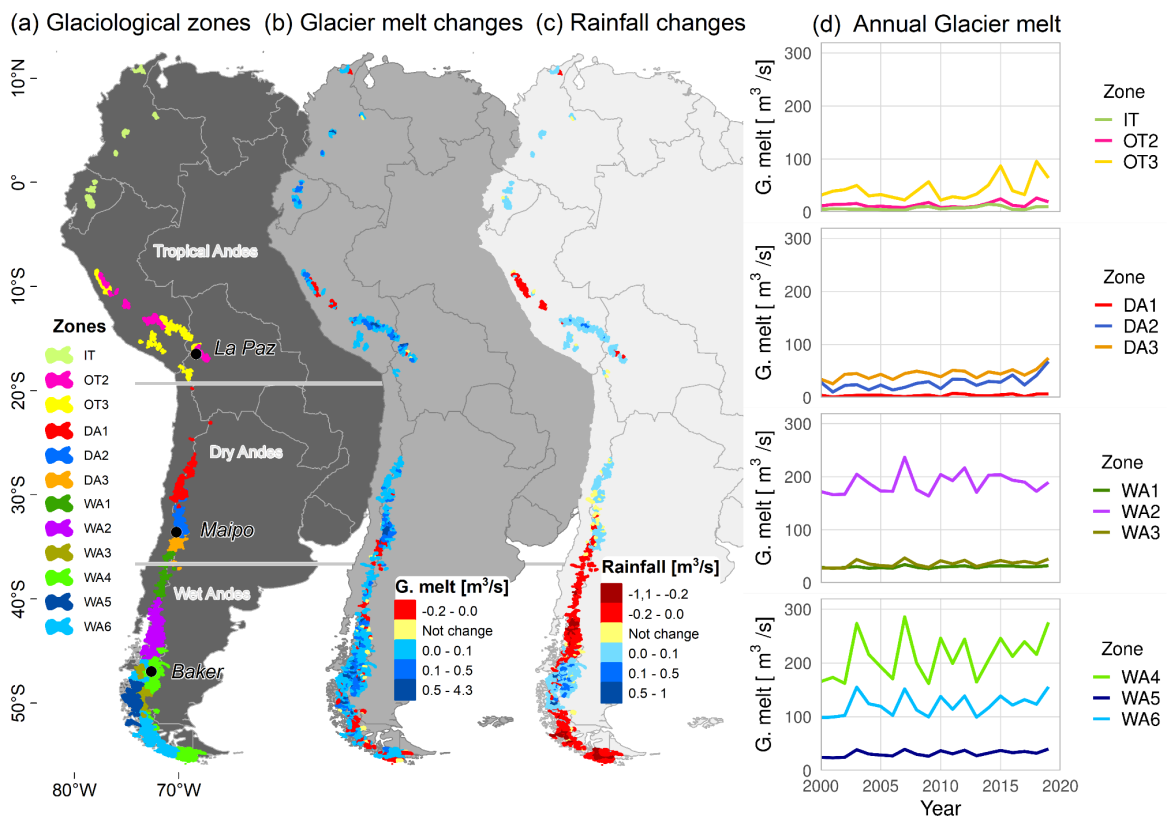 (a) Glaciological zones
(b) Glacier melt changes
(c) Rainfall changes
(d) Annual Glacier melt
10°N
0°
10°S
20°S
30°S
40°S
50°S
80°W
70°W
Tropical Andes
La Paz
Dry Andes
Maipo
Wet Andes
Baker
Zones
IT
OT2
OT3
DA1
DA2
DA3
WA1
WA2
WA3
WA4
WA5
WA6
G. melt [m³/s]
-0.2 - 0.0
Not change
0.0 - 0.1
0.1 - 0.5
0.5 - 4.3
Rainfall [m³/s]
-1,1 - -0.2
-0.2 - 0.0
Not change
0.0 - 0.1
0.1 - 0.5
0.5 - 1
G. melt [ m³ /s]
300
200
100
0
Zone
IT
OT2
OT3
G. melt [ m³ /s]
300
200
100
0
Zone
DA1
DA2
DA3
G. melt [ m³ /s]
300
200
100
0
Zone
WA1
WA2
WA3
G. melt [ m³ /s]
300
200
100
0
Zone
WA4
WA5
WA6
2000 2005 2010 2015 2020
Year